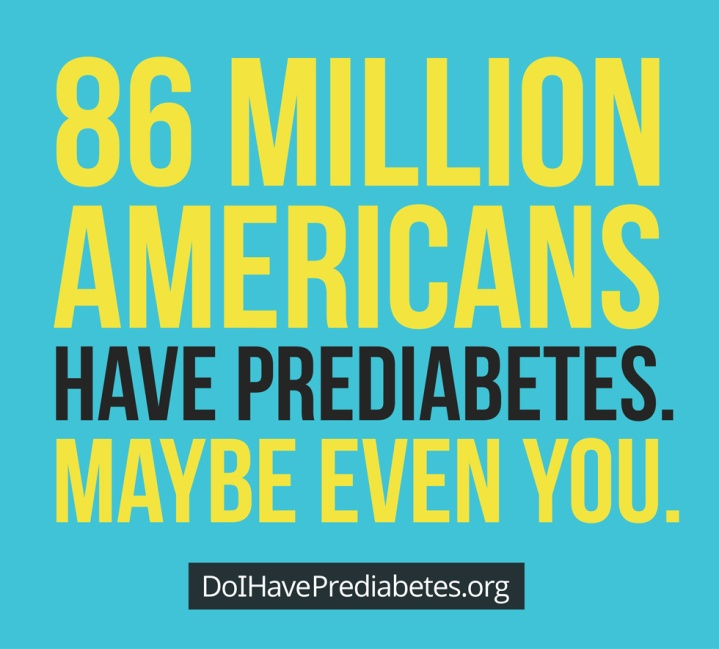 86 MILLION
AMERICANS
HAVE PREDIABETES.
MAYBE EVEN YOU.
DoIHavePrediabetes.org